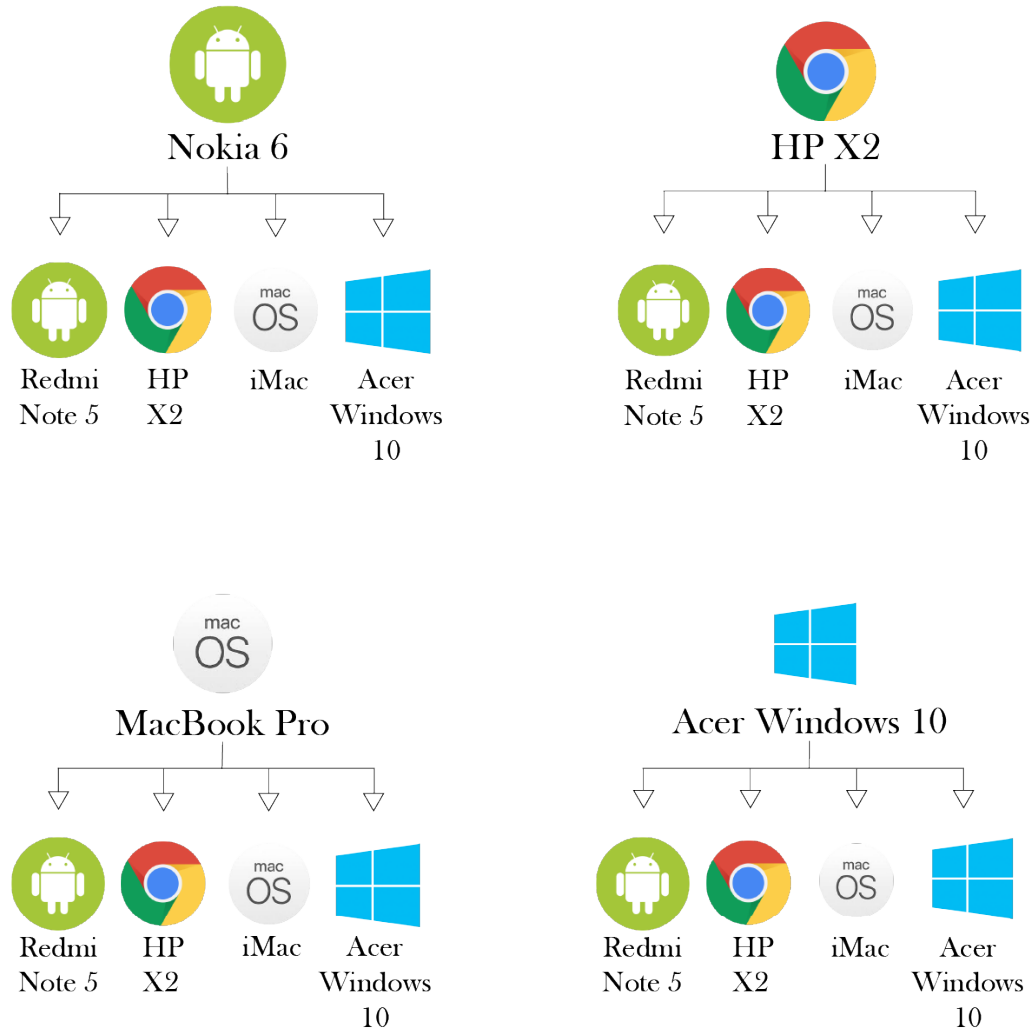 Nokia 6
Redmi
Note 5
HP
X2
mac
OS
iMac
Acer
Windows
10
HP X2
Redmi
Note 5
HP
X2
mac
OS
iMac
Acer
Windows
10
mac
OS
MacBook Pro
Redmi
Note 5
HP
X2
mac
OS
iMac
Acer
Windows
10
Acer Windows 10
Redmi
Note 5
HP
X2
mac
OS
iMac
Acer
Windows
10